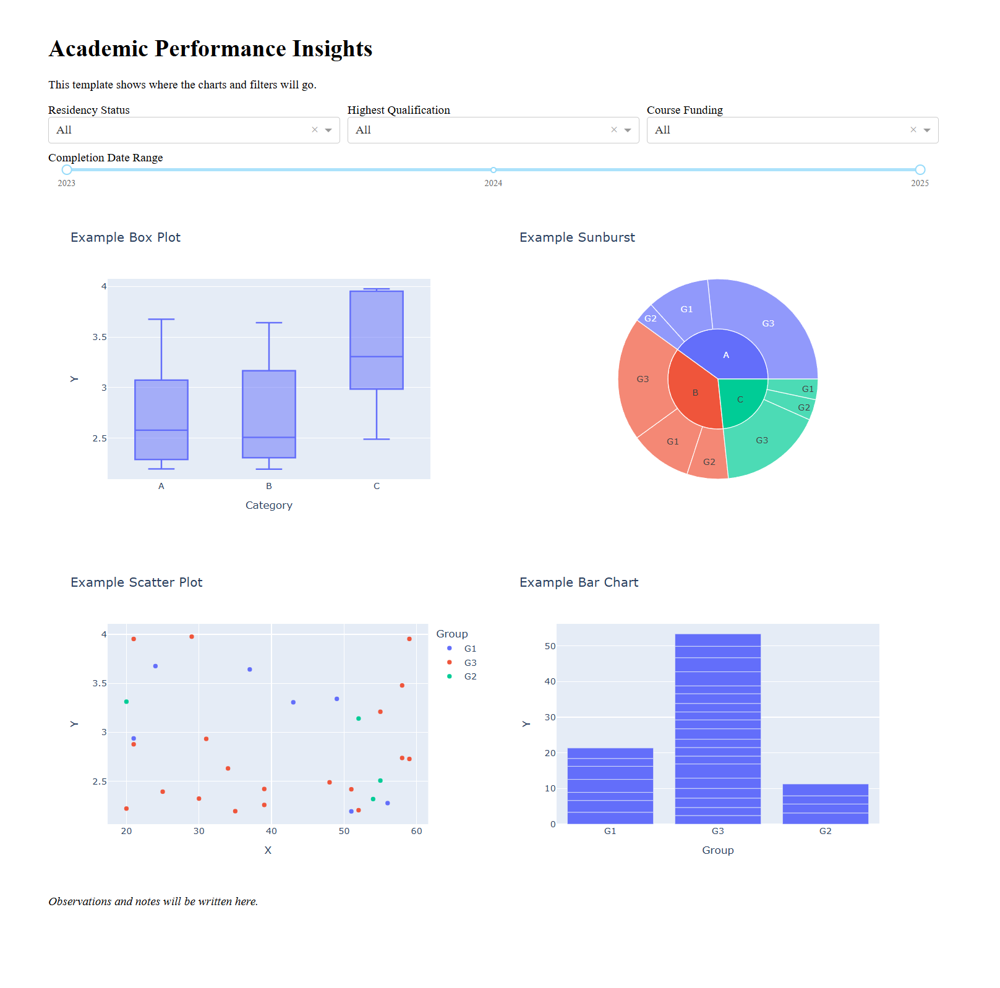 Academic Performance Insights
This template shows where the charts and filters will go.
Residency Status
Highest Qualification
Course Funding
All × 
All × 
All × 
Completion Date Range
2023
2024
2025
Example Box Plot
4
3.5
3
2.5
Y
A
B
C
Category
Example Sunburst
G1
G3
G2
A
G3
B
C
G1
G2
G3
G1
G2
Example Scatter Plot
4
3.5
3
2.5
Y
20
30
40
50
60
X
Group
G1
G3
G2
Example Bar Chart
50
40
30
20
10
0
Y
G1
G3
G2
Group
Observations and notes will be written here.